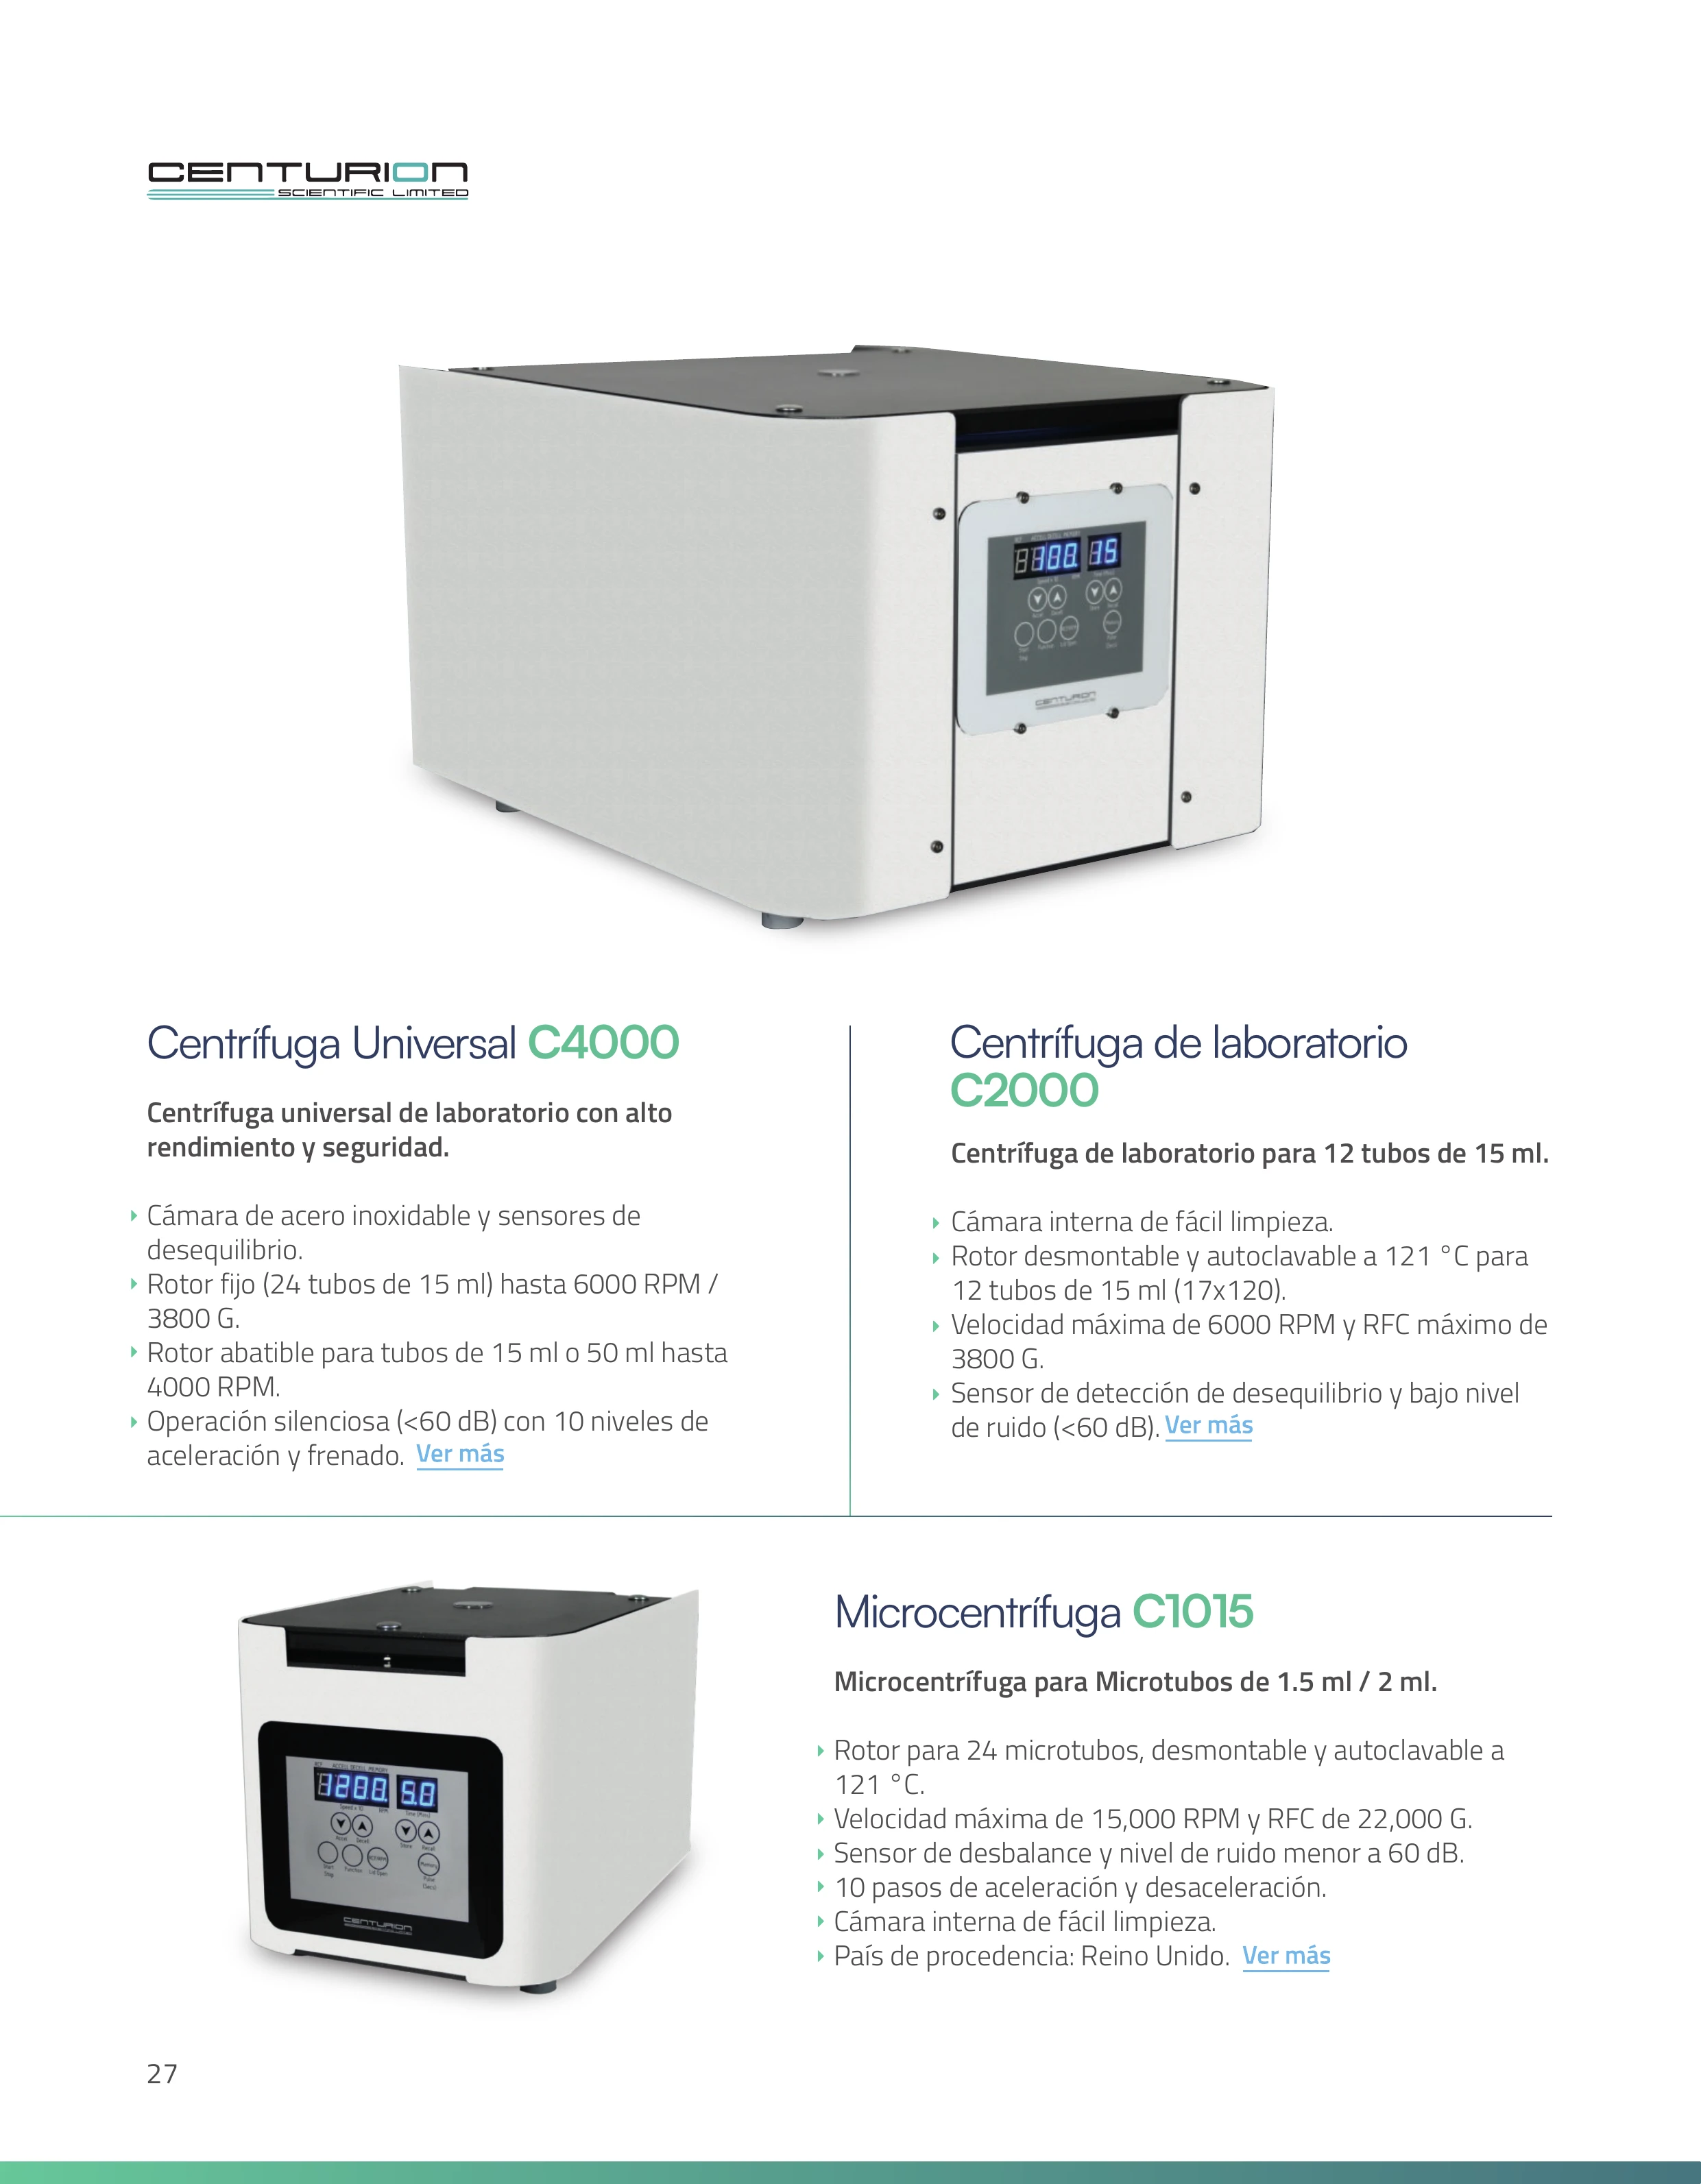 CENTURION
SCIENTIFIC LIMITED
CENTURION
Centrífuga Universal C4000
Centrífuga universal de laboratorio con alto
rendimiento y seguridad.
Cámara de acero inoxidable y sensores de
desequilibrio.
Rotor fijo (24 tubos de 15 ml) hasta 6000 RPM /
3800 G.
Rotor abatible para tubos de 15 ml o 50 ml hasta
4000 RPM.
Operación silenciosa (<60 dB) con 10 niveles de
aceleración y frenado. Ver más
Centrífuga de laboratorio
C2000
Centrífuga de laboratorio para 12 tubos de 15 ml.
Cámara interna de fácil limpieza.
Rotor desmontable y autoclavable a 121 °C para
12 tubos de 15 ml (17x120).
Velocidad máxima de 6000 RPM y RFC máximo de
3800 G.
Sensor de detección de desequilibrio y bajo nivel
de ruido (<60 dB). Ver más
1200. 5.0
CENTURION
Microcentrífuga C1015
Microcentrífuga para Microtubos de 1.5 ml / 2 ml.
Rotor para 24 microtubos, desmontable y autoclavable a
121 °C.
Velocidad máxima de 15,000 RPM y RFC de 22,000 G.
Sensor de desbalance y nivel de ruido menor a 60 dB.
10 pasos de aceleración y desaceleración.
Cámara interna de fácil limpieza.
País de procedencia: Reino Unido. Ver más
27